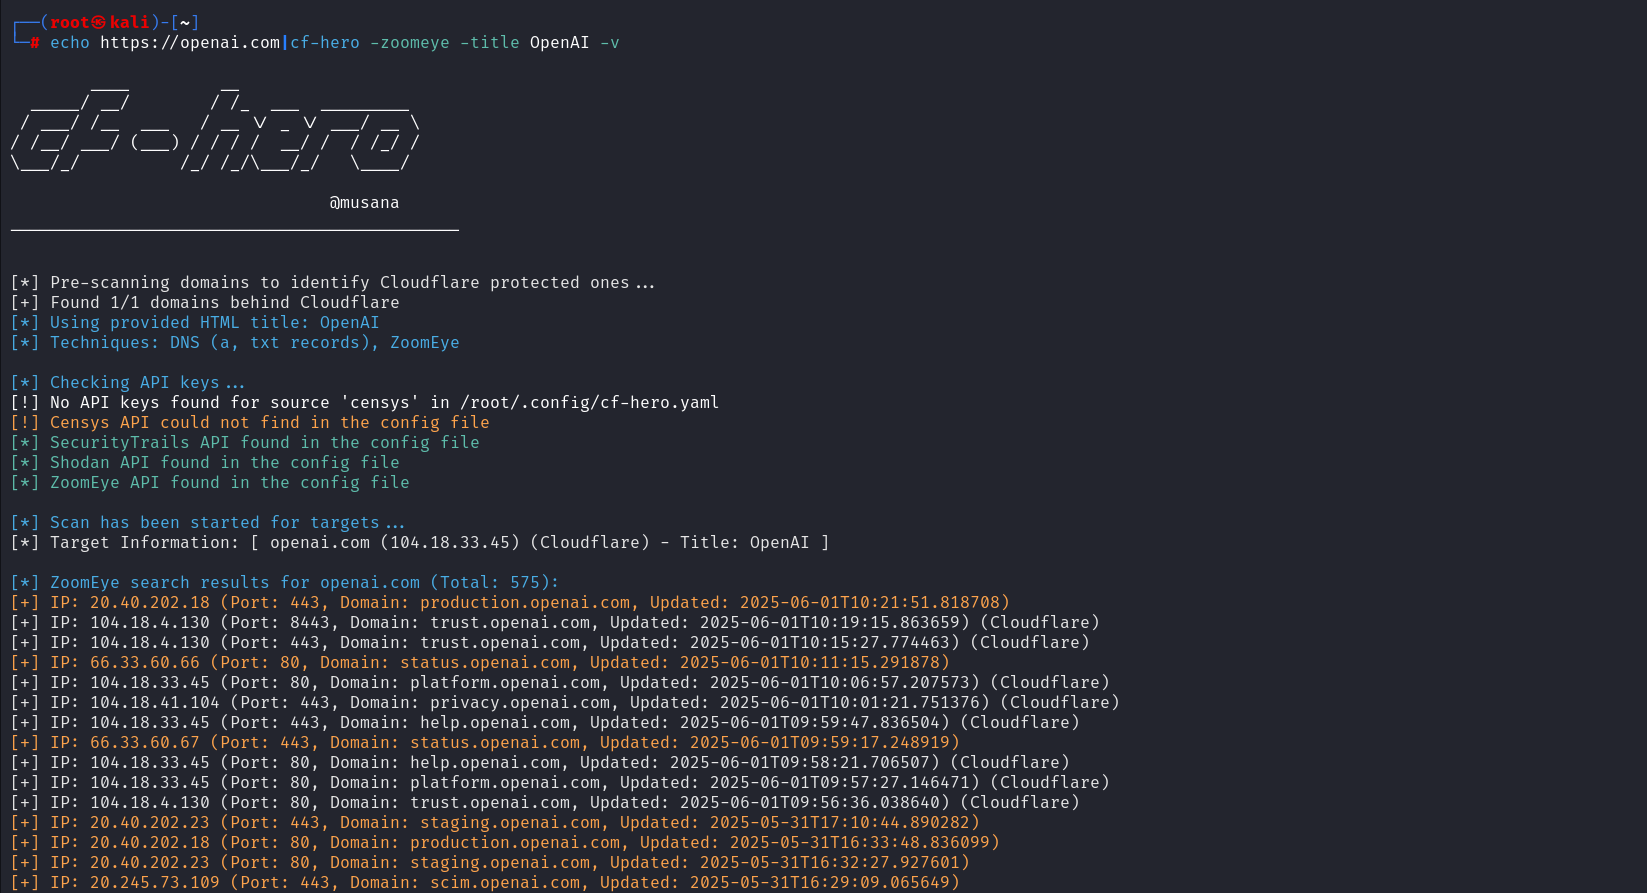 ┌──(root㉿kali)-[~]
└─# echo https://openai.com|cf-hero -zoomeye -title OpenAI -v
          ____         __
  _____/ __/        / /_  ___  _________
 / ___/ /__  ___   / __ \/ _ \/ ___/ __ \
/ /__/ ___/ (___) / / / /  __/ /  / /_/ /
\___/_/          /_/ /_/\___/_/   \____/
@musana
_____________________________________________
[*] Pre-scanning domains to identify Cloudflare protected ones...
[+] Found 1/1 domains behind Cloudflare
[*] Using provided HTML title: OpenAI
[*] Techniques: DNS (a, txt records), ZoomEye
[*] Checking API keys...
[!] No API keys found for source 'censys' in /root/.config/cf-hero.yaml
[!] Censys API could not find in the config file
[*] SecurityTrails API found in the config file
[*] Shodan API found in the config file
[*] ZoomEye API found in the config file
[*] Scan has been started for targets...
[*] Target Information: [ openai.com (104.18.33.45) (Cloudflare) - Title: OpenAI ]
[*] ZoomEye search results for openai.com (Total: 575):
[+] IP: 20.40.202.18 (Port: 443, Domain: production.openai.com, Updated: 2025-06-01T10:21:51.818708)
[+] IP: 104.18.4.130 (Port: 8443, Domain: trust.openai.com, Updated: 2025-06-01T10:19:15.863659) (Cloudflare)
[+] IP: 104.18.4.130 (Port: 443, Domain: trust.openai.com, Updated: 2025-06-01T10:15:27.774463) (Cloudflare)
[+] IP: 66.33.60.66 (Port: 80, Domain: status.openai.com, Updated: 2025-06-01T10:11:15.291878)
[+] IP: 104.18.33.45 (Port: 80, Domain: platform.openai.com, Updated: 2025-06-01T10:06:57.207573) (Cloudflare)
[+] IP: 104.18.41.104 (Port: 443, Domain: privacy.openai.com, Updated: 2025-06-01T10:01:21.751376) (Cloudflare)
[+] IP: 104.18.33.45 (Port: 443, Domain: help.openai.com, Updated: 2025-06-01T09:59:47.836504) (Cloudflare)
[+] IP: 66.33.60.67 (Port: 443, Domain: status.openai.com, Updated: 2025-06-01T09:59:17.248919)
[+] IP: 104.18.33.45 (Port: 80, Domain: help.openai.com, Updated: 2025-06-01T09:58:21.706507) (Cloudflare)
[+] IP: 104.18.33.45 (Port: 80, Domain: platform.openai.com, Updated: 2025-06-01T09:57:27.146471) (Cloudflare)
[+] IP: 104.18.4.130 (Port: 80, Domain: trust.openai.com, Updated: 2025-06-01T09:56:36.038640) (Cloudflare)
[+] IP: 20.40.202.23 (Port: 443, Domain: staging.openai.com, Updated: 2025-05-31T17:10:44.890282)
[+] IP: 20.40.202.18 (Port: 80, Domain: production.openai.com, Updated: 2025-05-31T16:33:48.836099)
[+] IP: 20.40.202.23 (Port: 80, Domain: staging.openai.com, Updated: 2025-05-31T16:32:27.927601)
[+] IP: 20.245.73.109 (Port: 443, Domain: scim.openai.com, Updated: 2025-05-31T16:29:09.065649)